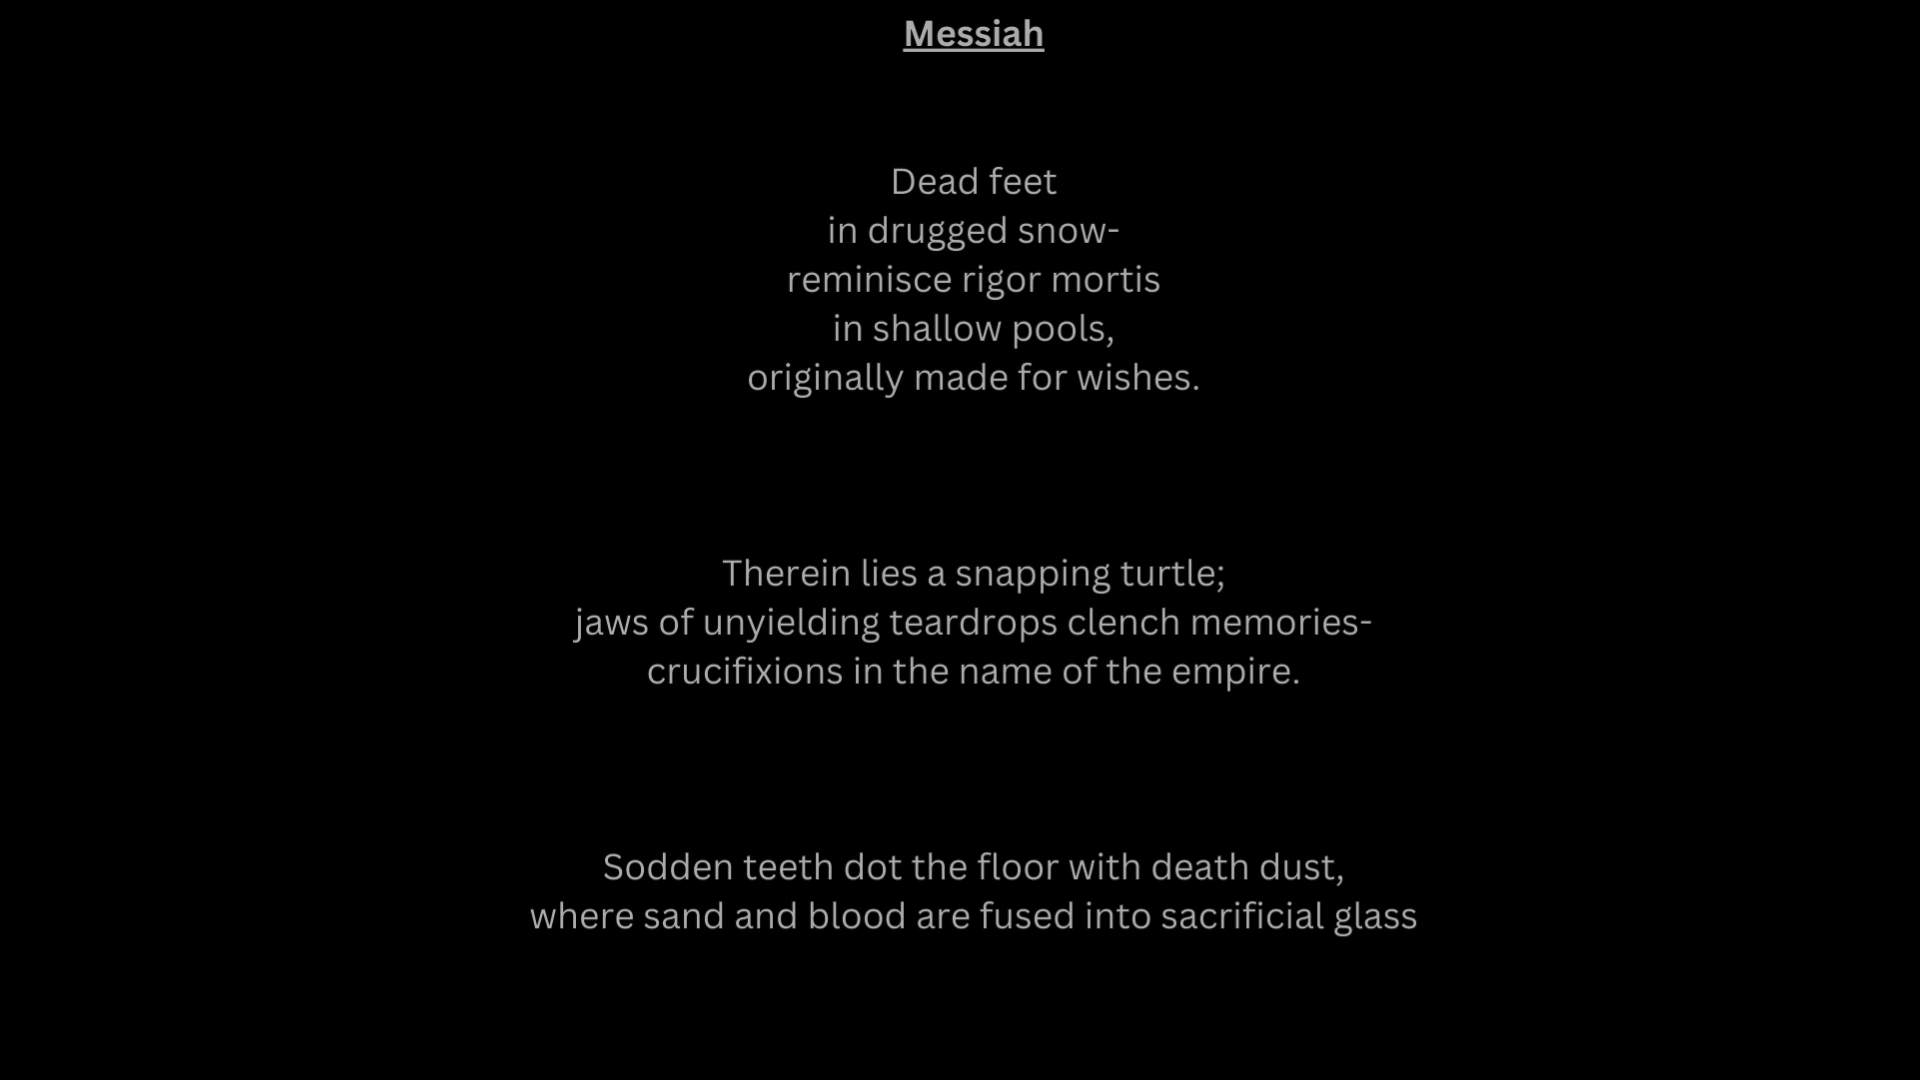 Messiah
Dead feet
in drugged snow-
reminisce rigor mortis
in shallow pools,
originally made for wishes.
Therein lies a snapping turtle;
jaws of unyielding teardrops clench memories-
crucifixions in the name of the empire.
Sodden teeth dot the floor with death dust,
where sand and blood are fused into sacrificial glass